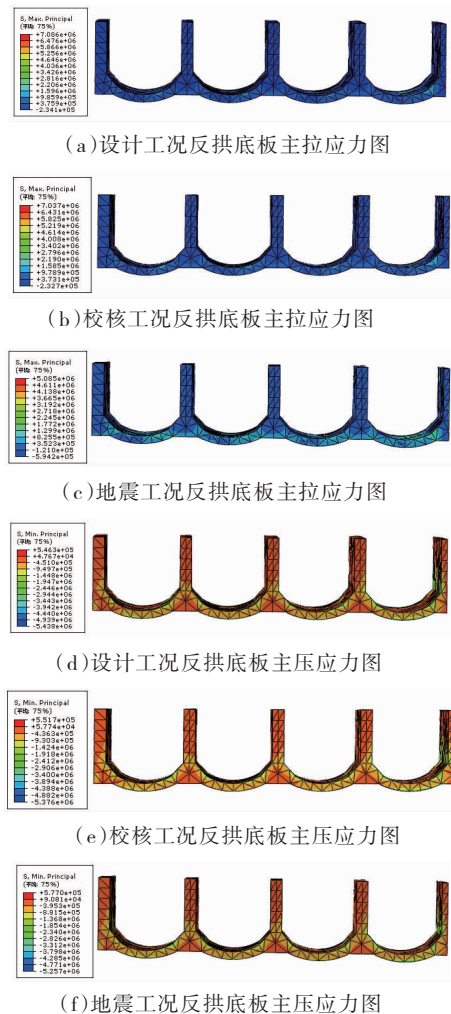 S, Max. Principal
(平均: 75%)
+7.086e+06
+6.476e+06
+5.866e+06
+5.256e+06
+4.646e+06
+4.036e+06
+3.426e+06
+2.816e+06
+2.206e+06
+1.596e+06
+9.859e+05
+3.759e+05
-2.341e+05
(a)设计工况反拱底板主拉应力图
S, Max. Principal
(平均: 75%)
+7.037e+06
+6.431e+06
+5.825e+06
+5.219e+06
+4.614e+06
+4.008e+06
+3.402e+06
+2.796e+06
+2.190e+06
+1.585e+06
+9.789e+05
+3.731e+05
-2.327e+05
(b)校核工况反拱底板主拉应力图
S, Max. Principal
(平均: 75%)
+5.085e+06
+4.611e+06
+4.138e+06
+3.665e+06
+3.192e+06
+2.718e+06
+2.245e+06
+1.772e+06
+1.299e+06
+8.255e+05
+3.523e+05
-1.210e+05
-5.942e+05
(c)地震工况反拱底板主拉应力图
S, Min. Principal
(平均: 75%)
+5.463e+05
+4.767e+04
-4.510e+05
-9.497e+05
-1.448e+06
-1.947e+06
-2.446e+06
-2.944e+06
-3.443e+06
-3.942e+06
-4.440e+06
-4.939e+06
-5.438e+06
(d)设计工况反拱底板主压应力图
S, Min. Principal
(平均: 75%)
+5.517e+05
+5.774e+04
-4.363e+05
-9.303e+05
-1.424e+06
-1.918e+06
-2.412e+06
-2.906e+06
-3.400e+06
-3.894e+06
-4.388e+06
-4.882e+06
-5.376e+06
(e)校核工况反拱底板主压应力图
S, Min. Principal
(平均: 75%)
+5.770e+05
+9.081e+04
-3.953e+05
-8.815e+05
-1.368e+06
-1.854e+06
-2.340e+06
-2.826e+06
-3.312e+06
-3.798e+06
-4.285e+06
-4.771e+06
-5.257e+06
(f)地震工况反拱底板主压应力图